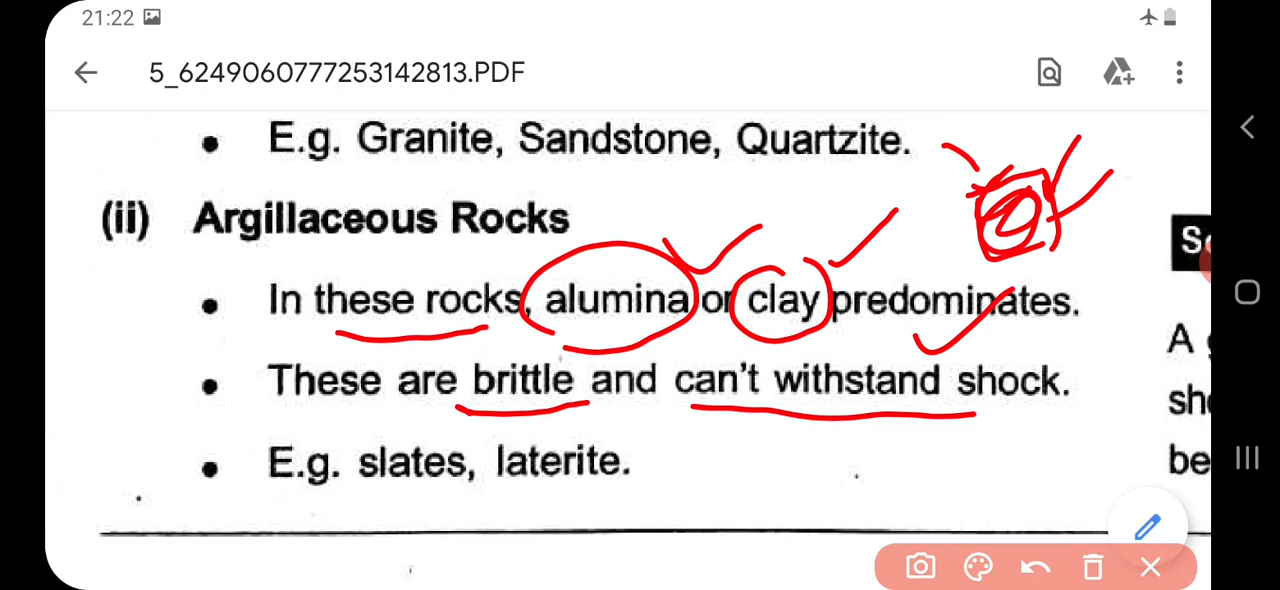 21:22
5_6249060777253142813.PDF
• E.g. Granite, Sandstone, Quartzite.
(ii) Argillaceous Rocks
• In these rocks, alumina or clay predominates.
• These are brittle and can't withstand shock.
• E.g. slates, laterite.
S
A
sh
be